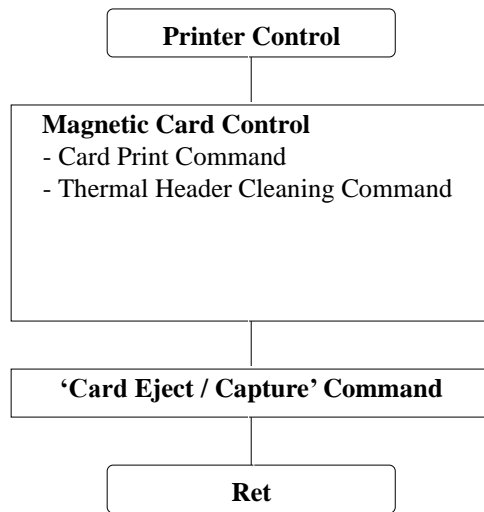 Printer Control
Magnetic Card Control
- Card Print Command
- Thermal Header Cleaning Command
‘Card Eject / Capture’ Command
Ret